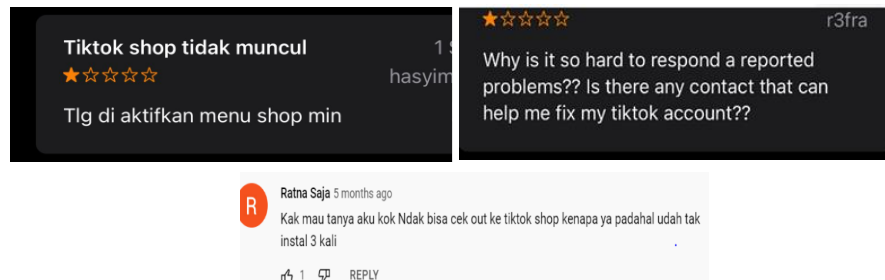 Tiktok shop tidak muncul
1
hasyim
Tlg di aktifkan menu shop min
r3fra
Why is it so hard to respond a reported
problems?? Is there any contact that can
help me fix my tiktok account??
R
Ratna Saja 5 months ago
Kak mau tanya aku kok Ndak bisa cek out ke tiktok shop kenapa ya padahal udah tak
instal 3 kali
1 REPLY